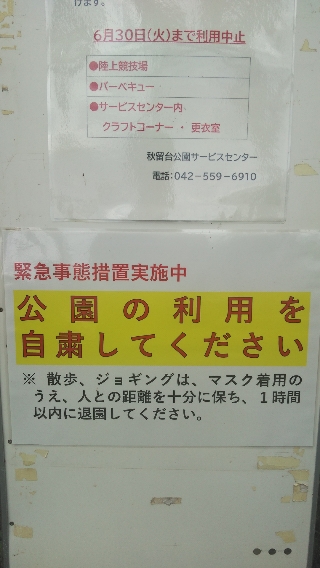 けます。
6月30日(火)まで利用中止
●陸上競技場
●バーベキュー
●サービスセンター内
クラフトコーナー ・ 更衣室
秋留台公園サービスセンター
電話:042-559-6910
緊急事態措置実施中
公園の利用を
自粛してください
※ 散歩、ジョギングは、マスク着用の
うえ、人との距離を十分に保ち、1時間
以内に退園してください。